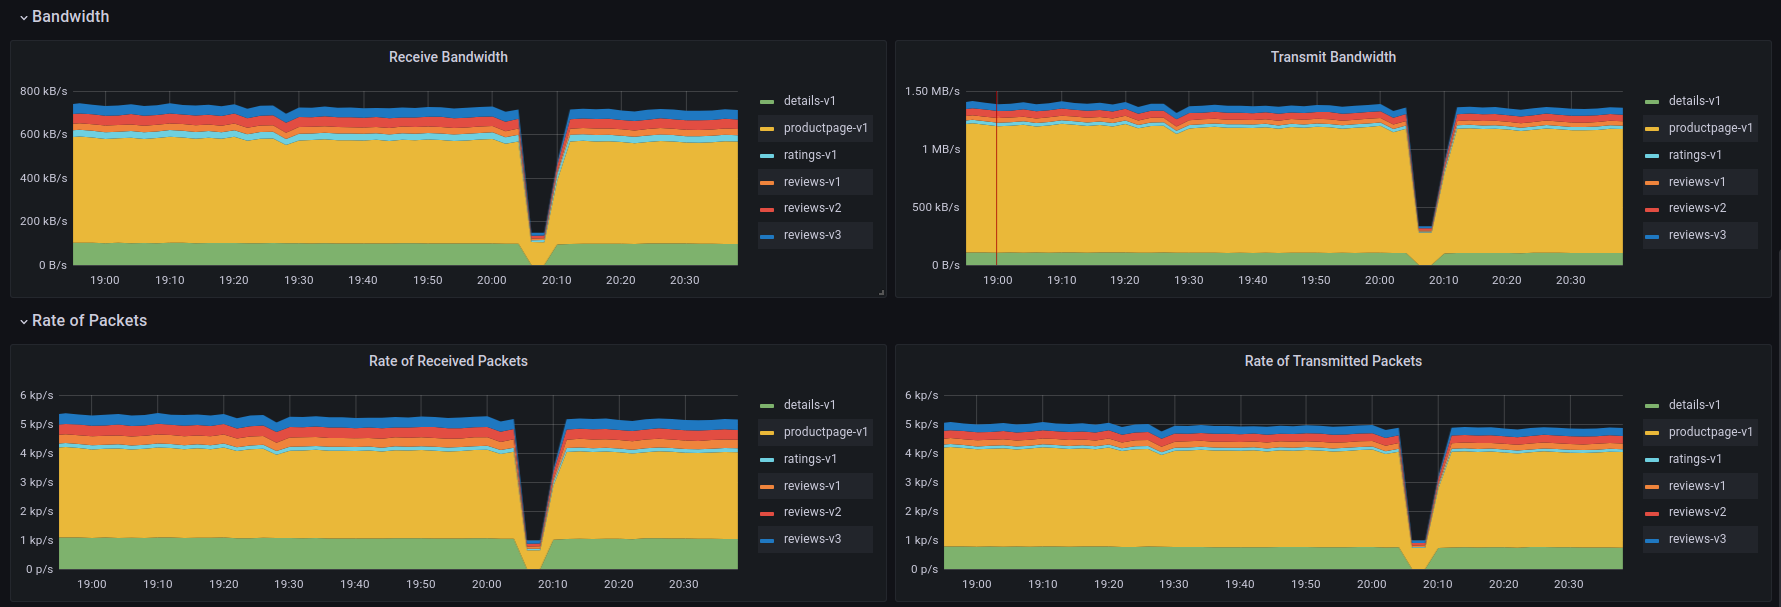 Bandwidth
Receive Bandwidth
800 kB/s
600 kB/s
400 kB/s
200 kB/s
0 B/s
19:00 19:10 19:20 19:30 19:40 19:50 20:00 20:10 20:20 20:30
details-v1
productpage-v1
ratings-v1
reviews-v1
reviews-v2
reviews-v3
Transmit Bandwidth
1.50 MB/s
1 MB/s
500 kB/s
0 B/s
19:00 19:10 19:20 19:30 19:40 19:50 20:00 20:10 20:20 20:30
details-v1
productpage-v1
ratings-v1
reviews-v1
reviews-v2
reviews-v3
Rate of Packets
Rate of Received Packets
6 kp/s
5 kp/s
4 kp/s
3 kp/s
2 kp/s
1 kp/s
0 p/s
19:00 19:10 19:20 19:30 19:40 19:50 20:00 20:10 20:20 20:30
details-v1
productpage-v1
ratings-v1
reviews-v1
reviews-v2
reviews-v3
Rate of Transmitted Packets
6 kp/s
5 kp/s
4 kp/s
3 kp/s
2 kp/s
1 kp/s
0 p/s
19:00 19:10 19:20 19:30 19:40 19:50 20:00 20:10 20:20 20:30
details-v1
productpage-v1
ratings-v1
reviews-v1
reviews-v2
reviews-v3